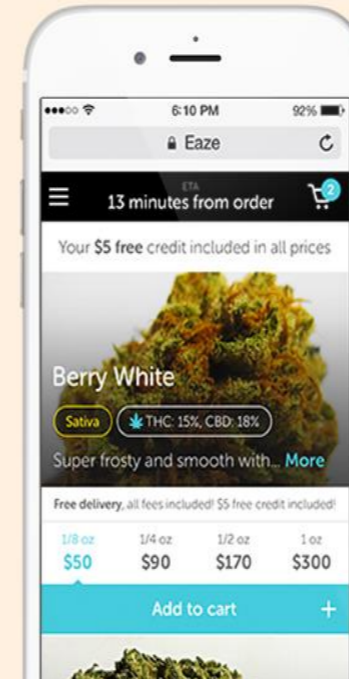 6:10 PM
92%
Eaze
ETA
13 minutes from order
2
Your $5 free credit included in all prices
Berry White
Sativa
THC: 15%, CBD: 18%
Super frosty and smooth with... More
Free delivery, all fees included! $5 free credit included!
1/8 oz 1/4 oz 1/2 oz 1 oz
$50 $90 $170 $300
Add to cart +